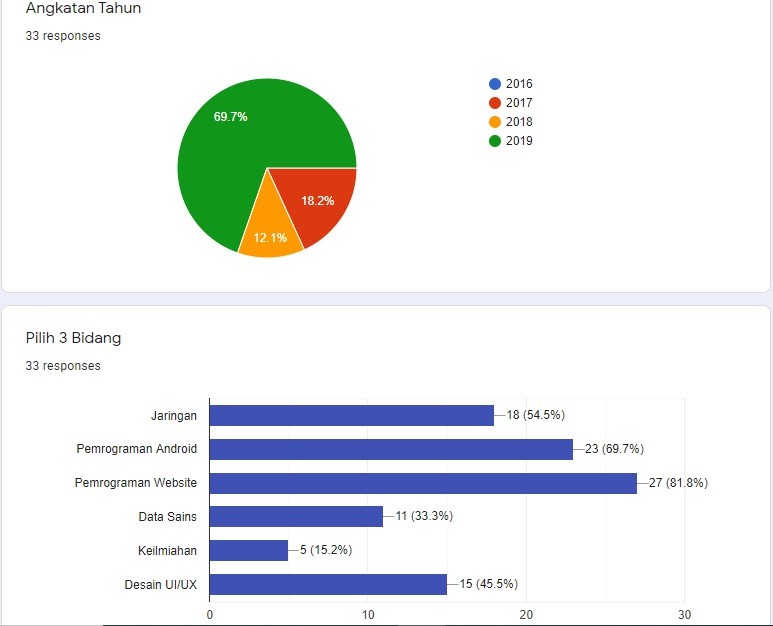 Angkatan Tahun
33 responses
69.7%
18.2%
12.1%
2016
2017
2018
2019
Pilih 3 Bidang
33 responses
Jaringan 18 (54.5%)
Pemrograman Android 23 (69.7%)
Pemrograman Website 27 (81.8%)
Data Sains 11 (33.3%)
Keilmiahan 5 (15.2%)
Desain UI/UX 15 (45.5%)
0 10 20 30